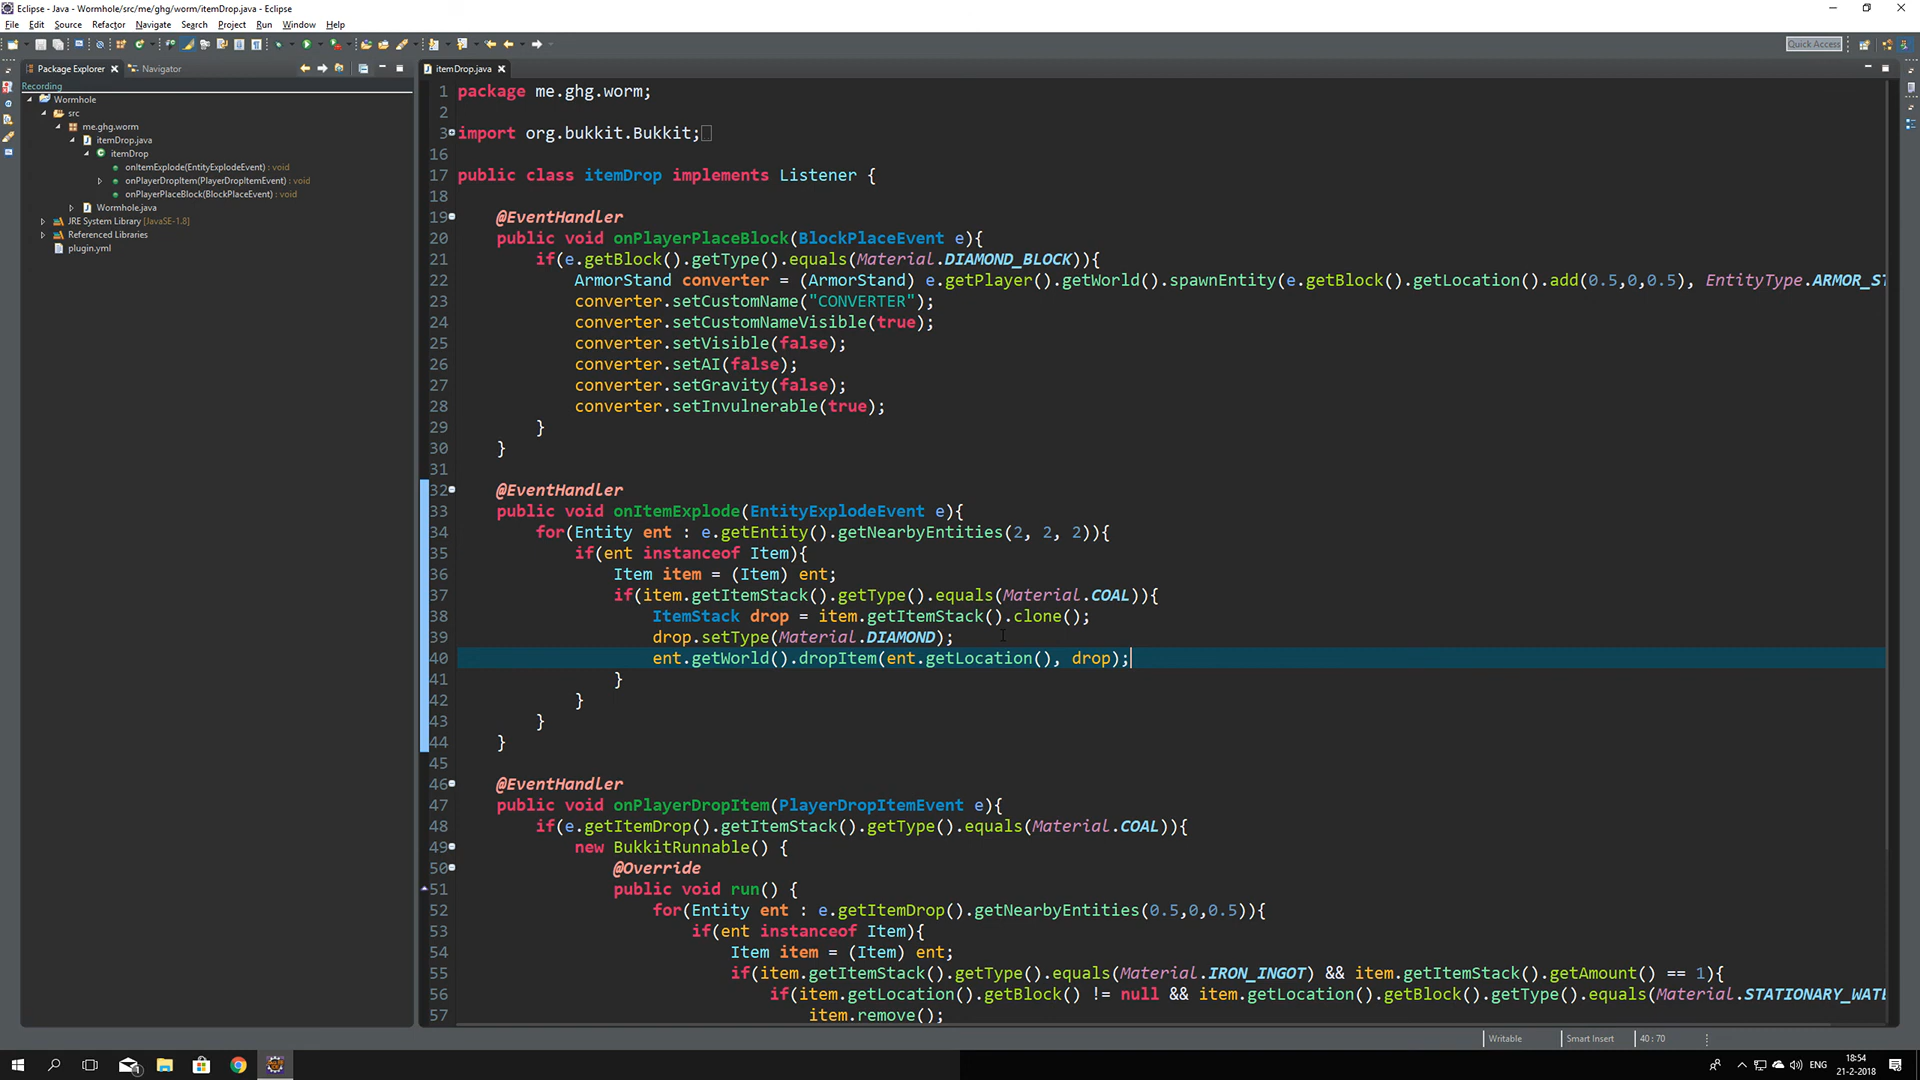 Eclipse - Java - Wormhole/src/me/ghg/worm/itemDrop.java - Eclipse
File Edit Source Refactor Navigate Search Project Run Window Help
Quick Access
Package Explorer
Navigator
itemDrop.java
Recording
Wormhole
src
me.ghg.worm
itemDrop.java
itemDrop
onItemExplode(EntityExplodeEvent) : void
onPlayerDropItem(PlayerDropItemEvent) : void
onPlayerPlaceBlock(BlockPlaceEvent) : void
Wormhole.java
JRE System Library [JavaSE-1.8]
Referenced Libraries
plugin.yml
1 package me.ghg.worm;
2
3 import org.bukkit.Bukkit;
16
17 public class itemDrop implements Listener {
18
19 @EventHandler
20 public void onPlayerPlaceBlock(BlockPlaceEvent e){
21 if(e.getBlock().getType().equals(Material.DIAMOND_BLOCK)){
22 ArmorStand converter = (ArmorStand) e.getPlayer().getWorld().spawnEntity(e.getBlock().getLocation().add(0.5,0,0.5), EntityType.ARMOR_ST
23 converter.setCustomName("CONVERTER");
24 converter.setCustomNameVisible(true);
25 converter.setVisible(false);
26 converter.setAI(false);
27 converter.setGravity(false);
28 converter.setInvulnerable(true);
29 }
30 }
31
32 @EventHandler
33 public void onItemExplode(EntityExplodeEvent e){
34 for(Entity ent : e.getEntity().getNearbyEntities(2, 2, 2)){
35 if(ent instanceof Item){
36 Item item = (Item) ent;
37 if(item.getItemStack().getType().equals(Material.COAL)){
38 ItemStack drop = item.getItemStack().clone();
39 drop.setType(Material.DIAMOND);
40 ent.getWorld().dropItem(ent.getLocation(), drop);
41 }
42 }
43 }
44 }
45
46 @EventHandler
47 public void onPlayerDropItem(PlayerDropItemEvent e){
48 if(e.getItemDrop().getItemStack().getType().equals(Material.COAL)){
49 new BukkitRunnable() {
50 @Override
51 public void run() {
52 for(Entity ent : e.getItemDrop().getNearbyEntities(0.5,0,0.5)){
53 if(ent instanceof Item){
54 Item item = (Item) ent;
55 if(item.getItemStack().getType().equals(Material.IRON_INGOT) && item.getItemStack().getAmount() == 1){
56 if(item.getLocation().getBlock() != null && item.getLocation().getBlock().getType().equals(Material.STATIONARY_WATE
57 item.remove();
Writable
Smart Insert
40 : 70
ENG
18:54
21-2-2018